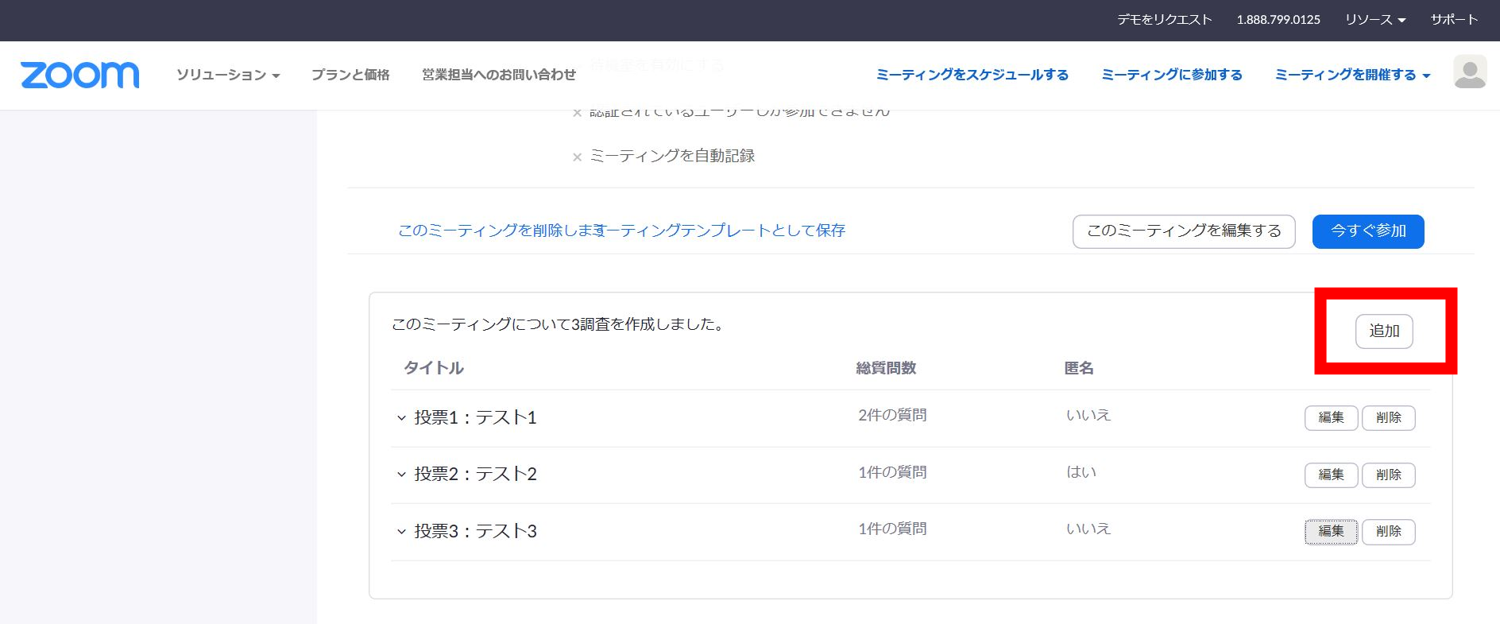 デモをリクエスト 1.888.799.0125 リソース サポート
zoom ソリューション プランと価格 営業担当へのお問い合わせ ミーティングをスケジュールする ミーティングに参加する ミーティングを開催する
認証されているユーザーしか参加できません
ミーティングを自動記録
このミーティングを削除します ミーティングテンプレートとして保存 このミーティングを編集する 今すぐ参加
このミーティングについて3調査を作成しました。 追加
タイトル 総質問数 匿名
投票1：テスト1 2件の質問 いいえ 編集 削除
投票2：テスト2 1件の質問 はい 編集 削除
投票3：テスト3 1件の質問 いいえ 編集 削除